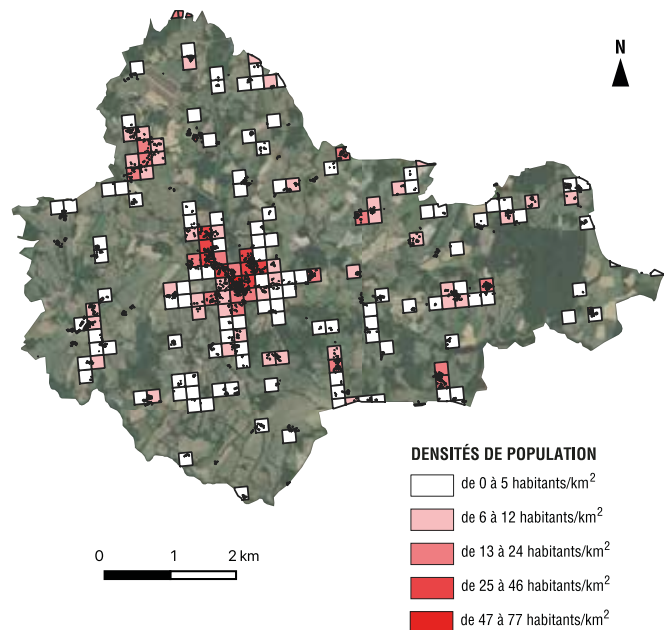 N
DENSITÉS DE POPULATION
de 0 à 5 habitants/km²
de 6 à 12 habitants/km²
de 13 à 24 habitants/km²
de 25 à 46 habitants/km²
de 47 à 77 habitants/km²
0 1 2 km